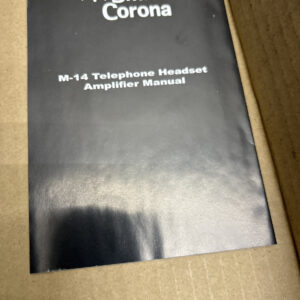 Corona
M-14 Telephone Headset
Amplifier Manual